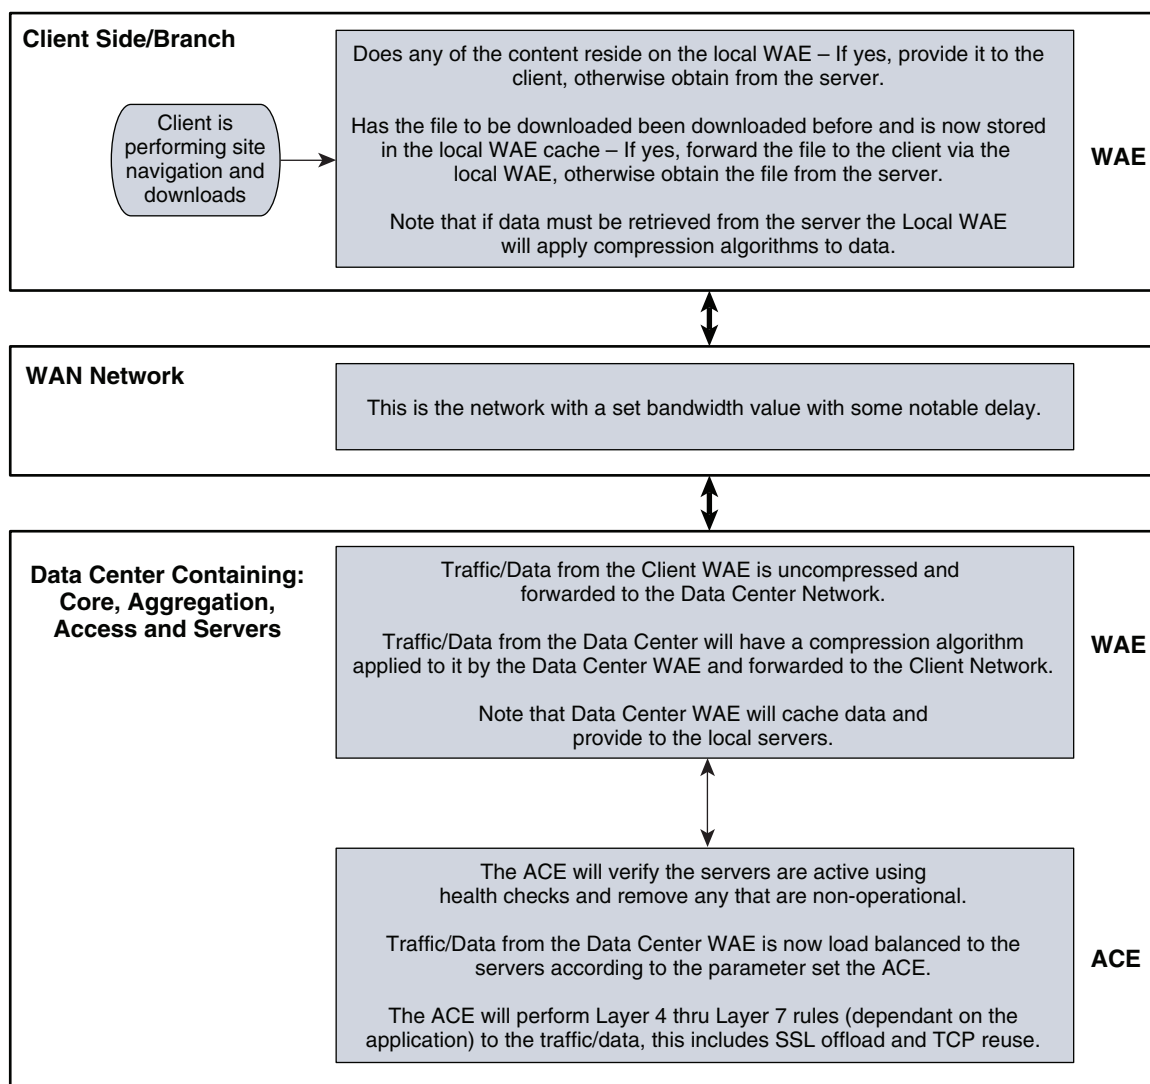 Client Side/Branch
Client is
performing site
navigation and
downloads
Does any of the content reside on the local WAE – If yes, provide it to the
client, otherwise obtain from the server.
Has the file to be downloaded been downloaded before and is now stored
in the local WAE cache – If yes, forward the file to the client via the
local WAE, otherwise obtain the file from the server.
Note that if data must be retrieved from the server the Local WAE
will apply compression algorithms to data.
WAE
WAN Network
This is the network with a set bandwidth value with some notable delay.
Data Center Containing:
Core, Aggregation,
Access and Servers
Traffic/Data from the Client WAE is uncompressed and
forwarded to the Data Center Network.
Traffic/Data from the Data Center will have a compression algorithm
applied to it by the Data Center WAE and forwarded to the Client Network.
Note that Data Center WAE will cache data and
provide to the local servers.
WAE
The ACE will verify the servers are active using
health checks and remove any that are non-operational.
Traffic/Data from the Data Center WAE is now load balanced to the
servers according to the parameter set the ACE.
The ACE will perform Layer 4 thru Layer 7 rules (dependant on the
application) to the traffic/data, this includes SSL offload and TCP reuse.
ACE